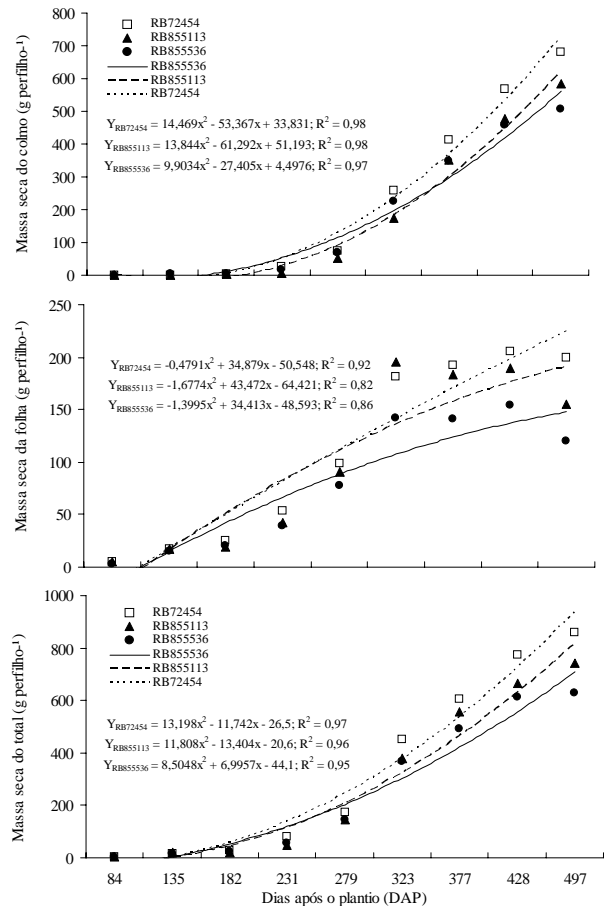 800
700
600
500
400
300
200
100
0
Massa seca do colmo (g perfilho-¹)
RB72454
RB855113
RB855536
RB855536
RB855113
RB72454
Y_RB72454 = 14,469x² - 53,367x + 33,831; R² = 0,98
Y_RB855113 = 13,844x² - 61,292x + 51,193; R² = 0,98
Y_RB855536 = 9,9034x² - 27,405x + 4,4976; R² = 0,97
250
200
150
100
50
0
Massa seca da folha (g perfilho-¹)
Y_RB72454 = -0,4791x² + 34,879x - 50,548; R² = 0,92
Y_RB855113 = -1,6774x² + 43,472x - 64,421; R² = 0,82
Y_RB855536 = -1,3995x² + 34,413x - 48,593; R² = 0,86
1000
800
600
400
200
0
Massa seca do total (g perfilho-¹)
RB72454
RB855113
RB855536
RB855536
RB855113
RB72454
Y_RB72454 = 13,198x² - 11,742x - 26,5; R² = 0,97
Y_RB855113 = 11,808x² - 13,404x - 20,6; R² = 0,96
Y_RB855536 = 8,5048x² + 6,9957x - 44,1; R² = 0,95
84 135 182 231 279 323 377 428 497
Dias após o plantio (DAP)